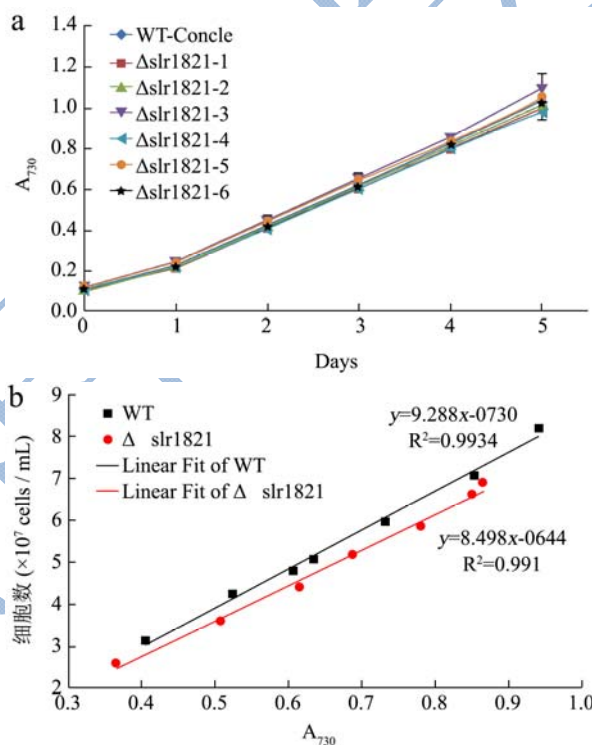 a
WT-Concle
Δslr1821-1
Δslr1821-2
Δslr1821-3
Δslr1821-4
Δslr1821-5
Δslr1821-6
1.4
1.2
1.0
0.8
0.6
0.4
0.2
0.0
A730
0 1 2 3 4 5
Days
b
WT
Δ slr1821
Linear Fit of WT
Linear Fit of Δ slr1821
y=9.288x-0730
R²=0.9934
y=8.498x-0644
R²=0.991
9
8
7
6
5
4
3
2
细胞数 (×10⁷ cells / mL)
0.3 0.4 0.5 0.6 0.7 0.8 0.9 1.0
A730